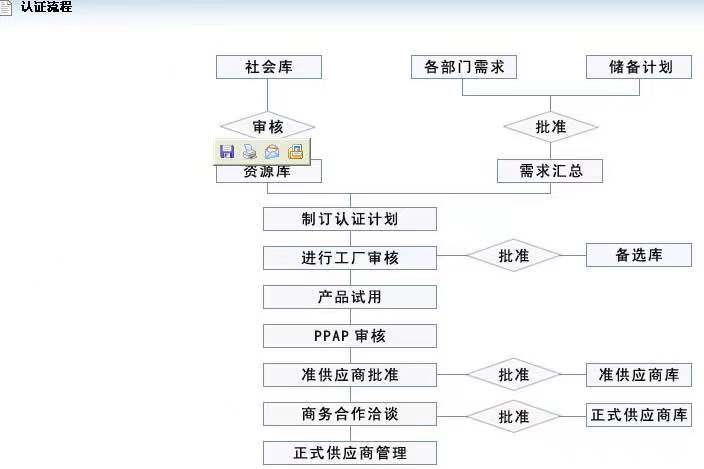 认证流程
社会库
各部门需求
储备计划
审核
批准
资源库
需求汇总
制订认证计划
进行工厂审核
批准
备选库
产品试用
PPAP 审核
准供应商批准
批准
准供应商库
商务合作洽谈
批准
正式供应商库
正式供应商管理